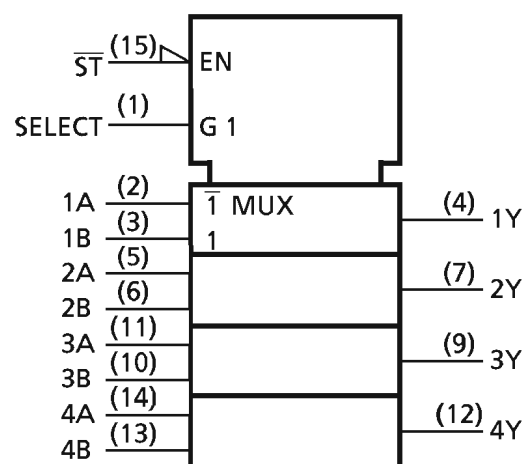 S̅T̅ (15) EN
SELECT (1) G 1
1A (2) 1̅ MUX (4) 1Y
1B (3) 1
2A (5) (7) 2Y
2B (6)
3A (11) (9) 3Y
3B (10)
4A (14) (12) 4Y
4B (13)